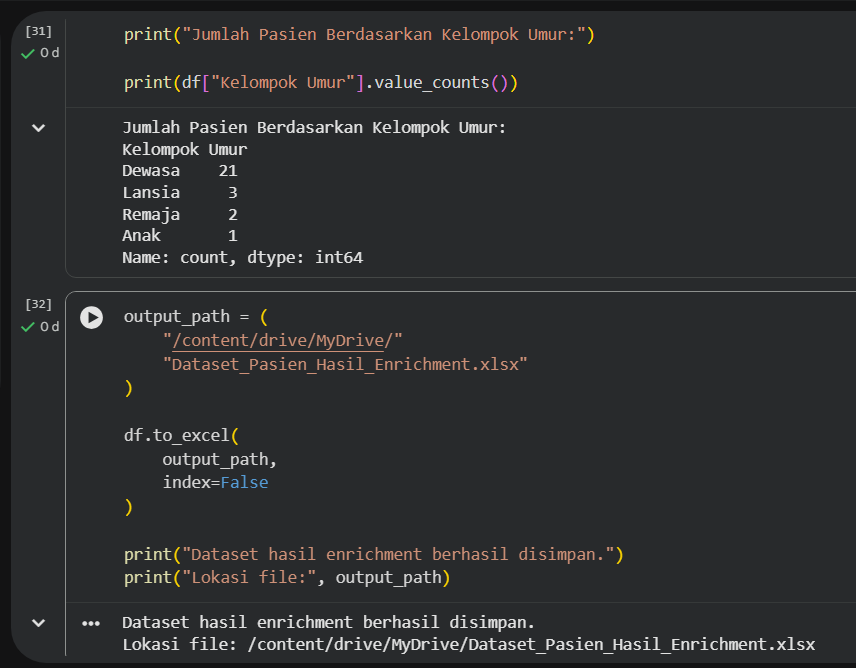 [31]
0 d
print("Jumlah Pasien Berdasarkan Kelompok Umur:")
print(df["Kelompok Umur"].value_counts())
Jumlah Pasien Berdasarkan Kelompok Umur:
Kelompok Umur
Dewasa    21
Lansia     3
Remaja     2
Anak       1
Name: count, dtype: int64
[32]
0 d
output_path = (
    "/content/drive/MyDrive/"
    "Dataset_Pasien_Hasil_Enrichment.xlsx"
)
df.to_excel(
    output_path,
    index=False
)
print("Dataset hasil enrichment berhasil disimpan.")
print("Lokasi file:", output_path)
Dataset hasil enrichment berhasil disimpan.
Lokasi file: /content/drive/MyDrive/Dataset_Pasien_Hasil_Enrichment.xlsx